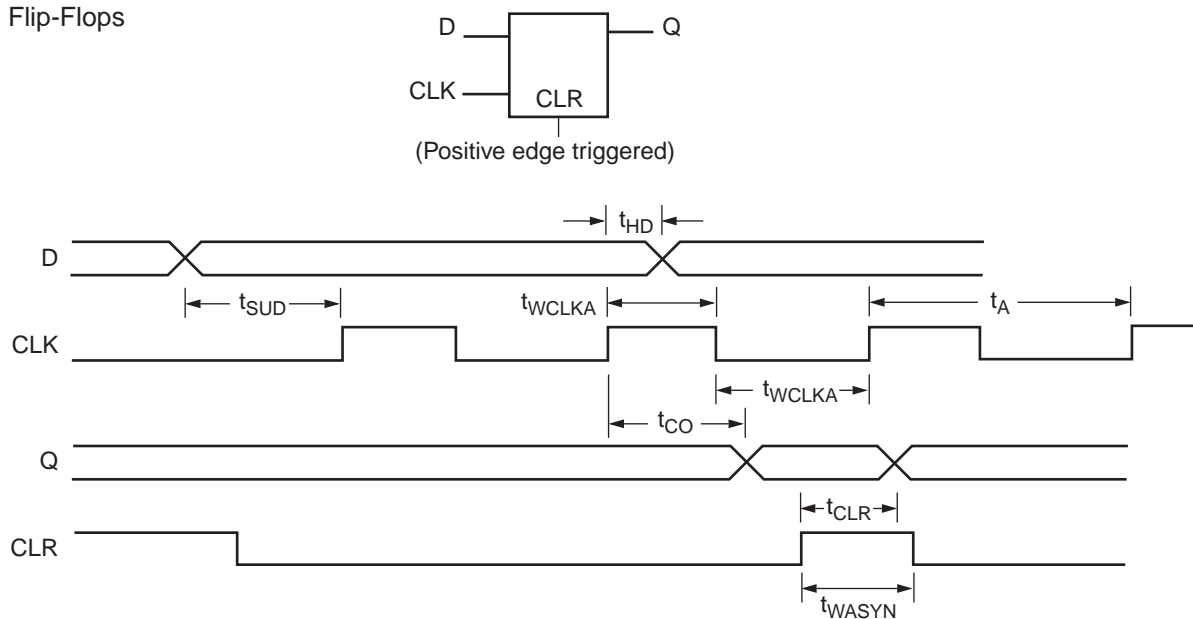 Flip-Flops
D
Q
CLK
CLR
(Positive edge triggered)
tHD
D
tSUD
tWCLKA
tA
CLK
tWCLKA
tCO
Q
tCLR
CLR
tWASYN